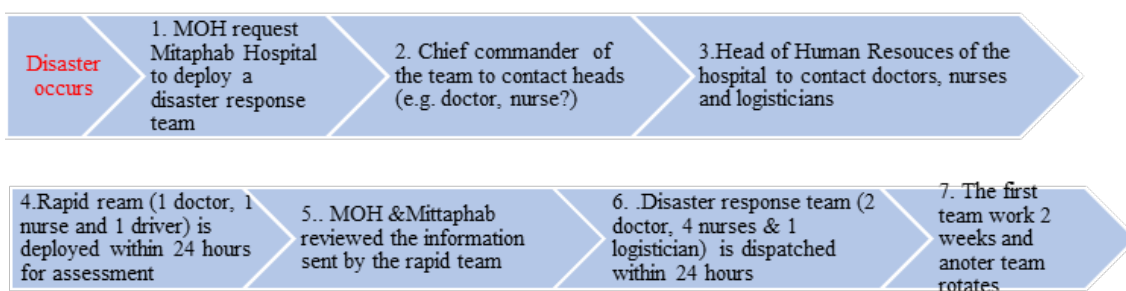 Disaster
occurs
1. MOH request
Mitaphab Hospital
to deploy a
disaster response
team
2. Chief commander of
the team to contact heads
(e.g. doctor, nurse?)
3.Head of Human Resouces of the
hospital to contact doctors, nurses
and logisticians
4.Rapid ream (1 doctor, 1
nurse and 1 driver) is
deployed within 24 hours
for assessment
5.. MOH &Mittaphab
reviewed the information
sent by the rapid team
6. .Disaster response team (2
doctor, 4 nurses & 1
logistician) is dispatched
within 24 hours
7. The first
team work 2
weeks and
anoter team
rotates